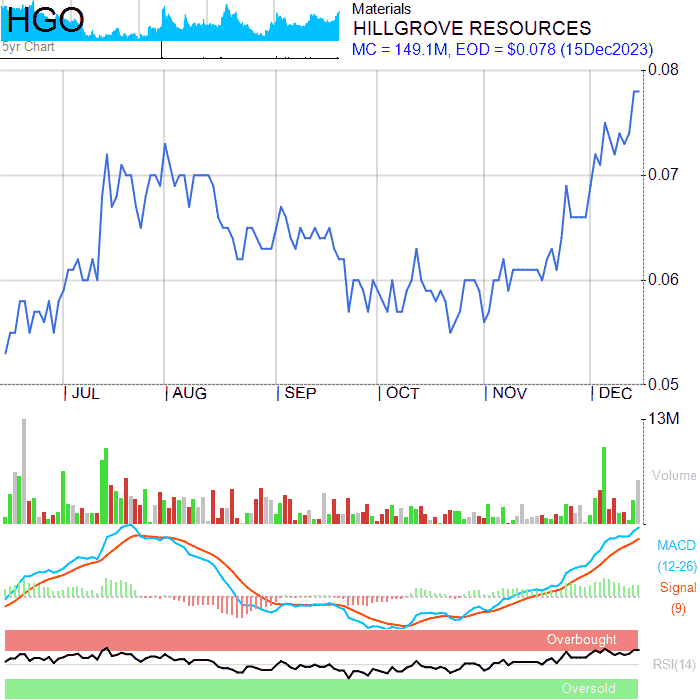 HGO
5yr Chart
Materials
HILLGROVE RESOURCES
MC = 149.1M, EOD = $0.078 (15Dec2023)
0.08
0.07
0.06
0.05
JUL AUG SEP OCT NOV DEC
13M
Volume
MACD
(12-26)
Signal
(9)
Overbought
RSI(14)
Oversold